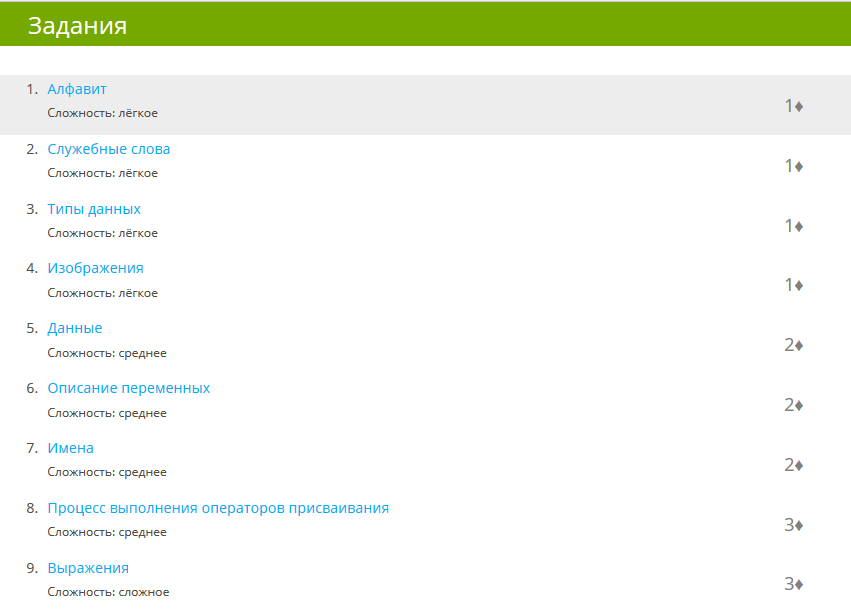 Задания
1. Алфавит
Сложность: лёгкое
1♦
2. Служебные слова
Сложность: лёгкое
1♦
3. Типы данных
Сложность: лёгкое
1♦
4. Изображения
Сложность: лёгкое
1♦
5. Данные
Сложность: среднее
2♦
6. Описание переменных
Сложность: среднее
2♦
7. Имена
Сложность: среднее
2♦
8. Процесс выполнения операторов присваивания
Сложность: среднее
3♦
9. Выражения
Сложность: сложное
3♦